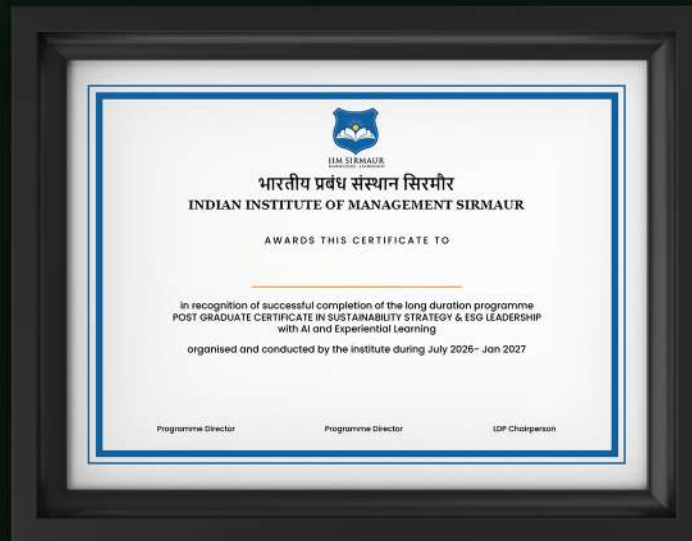 IIM SIRMAUR
भारतीय प्रबंध संस्थान सिरमौर
INDIAN INSTITUTE OF MANAGEMENT SIRMAUR
AWARDS THIS CERTIFICATE TO
in recognition of successful completion of the long duration programme
POST GRADUATE CERTIFICATE IN SUSTAINABILITY STRATEGY & ESG LEADERSHIP
with AI and Experiential Learning
organised and conducted by the institute during July 2026- Jan 2027
Programme Director Programme Director LDP Chairperson